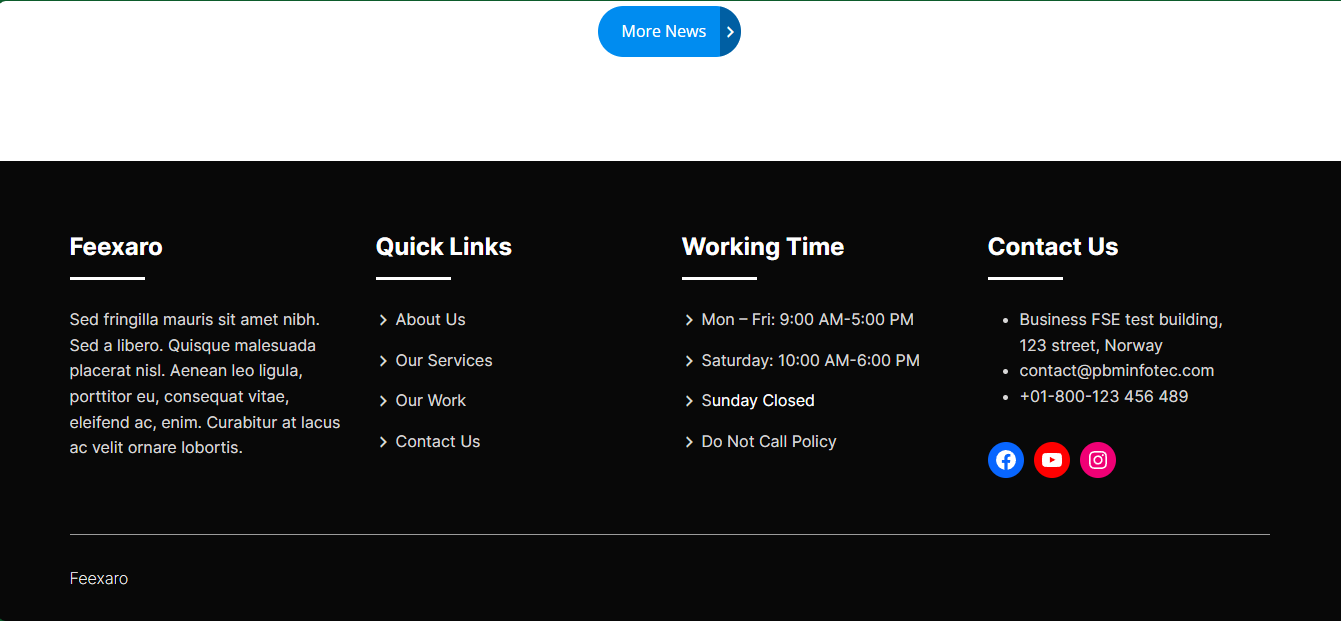 More News
Feexaro
Sed fringilla mauris sit amet nibh.
Sed a libero. Quisque malesuada
placerat nisl. Aenean leo ligula,
porttitor eu, consequat vitae,
eleifend ac, enim. Curabitur at lacus
ac velit ornare lobortis.
Quick Links
About Us
Our Services
Our Work
Contact Us
Working Time
Mon – Fri: 9:00 AM-5:00 PM
Saturday: 10:00 AM-6:00 PM
Sunday Closed
Do Not Call Policy
Contact Us
Business FSE test building,
123 street, Norway
contact@pbminfotec.com
+01-800-123 456 489
Feexaro